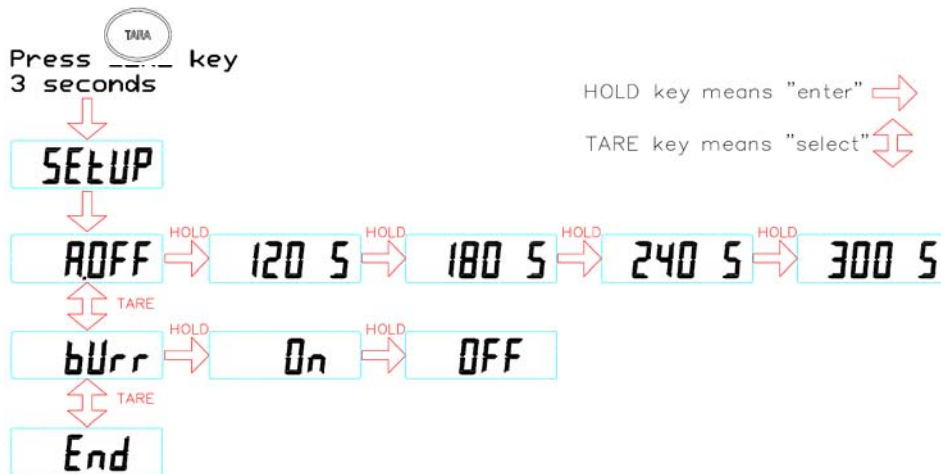 TARA
Press key
3 seconds
HOLD key means "enter"
TARE key means "select"
SEtUP
A.OFF HOLD 120 S HOLD 180 S HOLD 240 S HOLD 300 S
TARE
bUrr HOLD On HOLD OFF
TARE
End